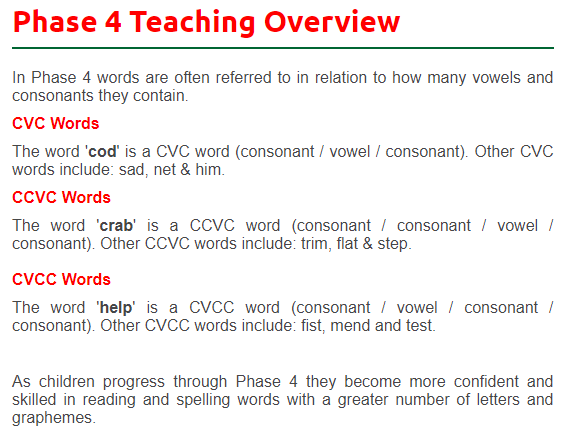 Phase 4 Teaching Overview
In Phase 4 words are often referred to in relation to how many vowels and
consonants they contain.
CVC Words
The word 'cod' is a CVC word (consonant / vowel / consonant). Other CVC
words include: sad, net & him.
CCVC Words
The word 'crab' is a CCVC word (consonant / consonant / vowel /
consonant). Other CCVC words include: trim, flat & step.
CVCC Words
The word 'help' is a CVCC word (consonant / vowel / consonant /
consonant). Other CVCC words include: fist, mend and test.
As children progress through Phase 4 they become more confident and
skilled in reading and spelling words with a greater number of letters and
graphemes.